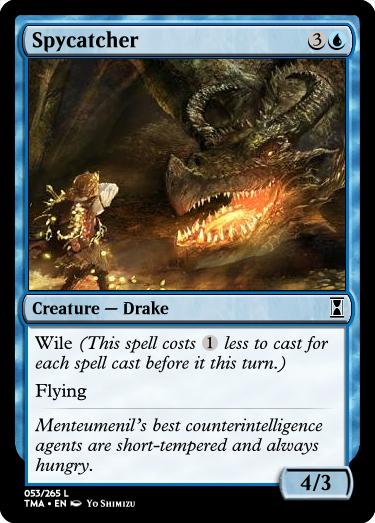 Spycatcher 3
Creature — Drake
Wile (This spell costs 1 less to cast for
each spell cast before it this turn.)
Flying
Menteumenil's best counterintelligence
agents are short-tempered and always
hungry.
4/3
053/265 L
TMA • EN Yo Shimizu